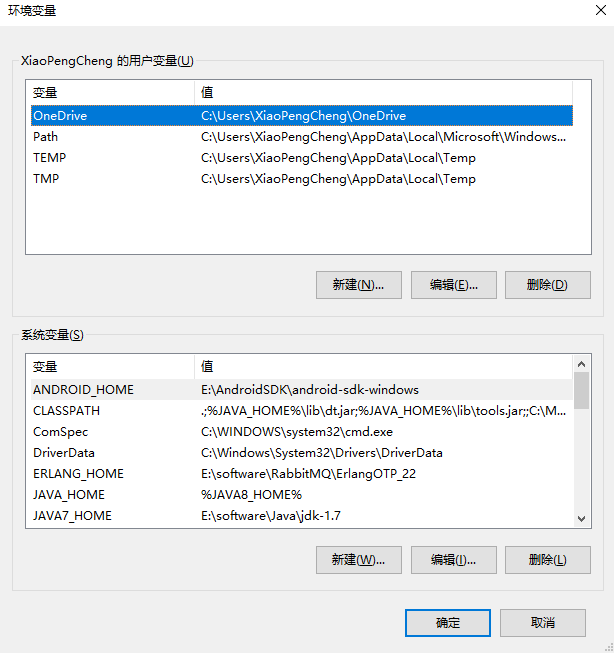 环境变量
XiaoPengCheng 的用户变量(U)
变量 值
OneDrive C:\Users\XiaoPengCheng\OneDrive
Path C:\Users\XiaoPengCheng\AppData\Local\Microsoft\Windows...
TEMP C:\Users\XiaoPengCheng\AppData\Local\Temp
TMP C:\Users\XiaoPengCheng\AppData\Local\Temp
新建(N)... 编辑(E)... 删除(D)
系统变量(S)
变量 值
ANDROID_HOME E:\AndroidSDK\android-sdk-windows
CLASSPATH .;%JAVA_HOME%\lib\dt.jar;%JAVA_HOME%\lib\tools.jar;;C:\M...
ComSpec C:\WINDOWS\system32\cmd.exe
DriverData C:\Windows\System32\Drivers\DriverData
ERLANG_HOME E:\software\RabbitMQ\ErlangOTP_22
JAVA_HOME %JAVA8_HOME%
JAVA7_HOME E:\software\Java\jdk-1.7
新建(W)... 编辑(I)... 删除(L)
确定 取消